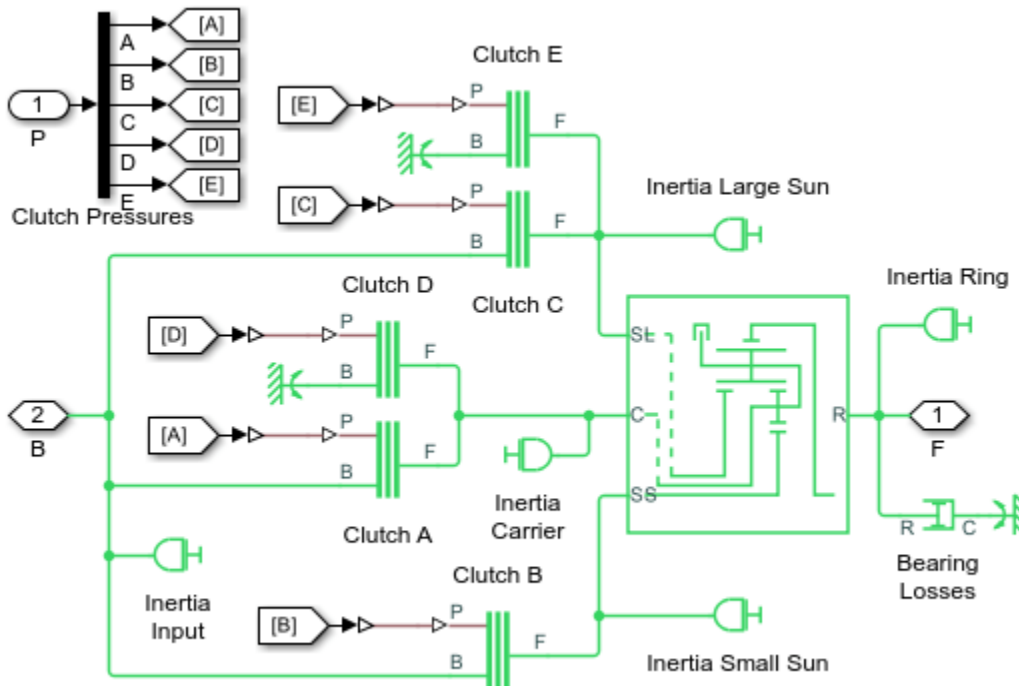 [A]
A
[B]
B
1
[C]
P
C
[D]
D
[E]
E
Clutch Pressures
Clutch E
[E]
P
F
B
[C]
P
F
B
Clutch C
Inertia Large Sun
Clutch D
[D]
P
F
B
2
B
[A]
P
F
B
Clutch A
Inertia
Carrier
Inertia
Input
Clutch B
[B]
P
F
B
SL
C
SS
R
Inertia Ring
1
F
R
C
Bearing
Losses
Inertia Small Sun